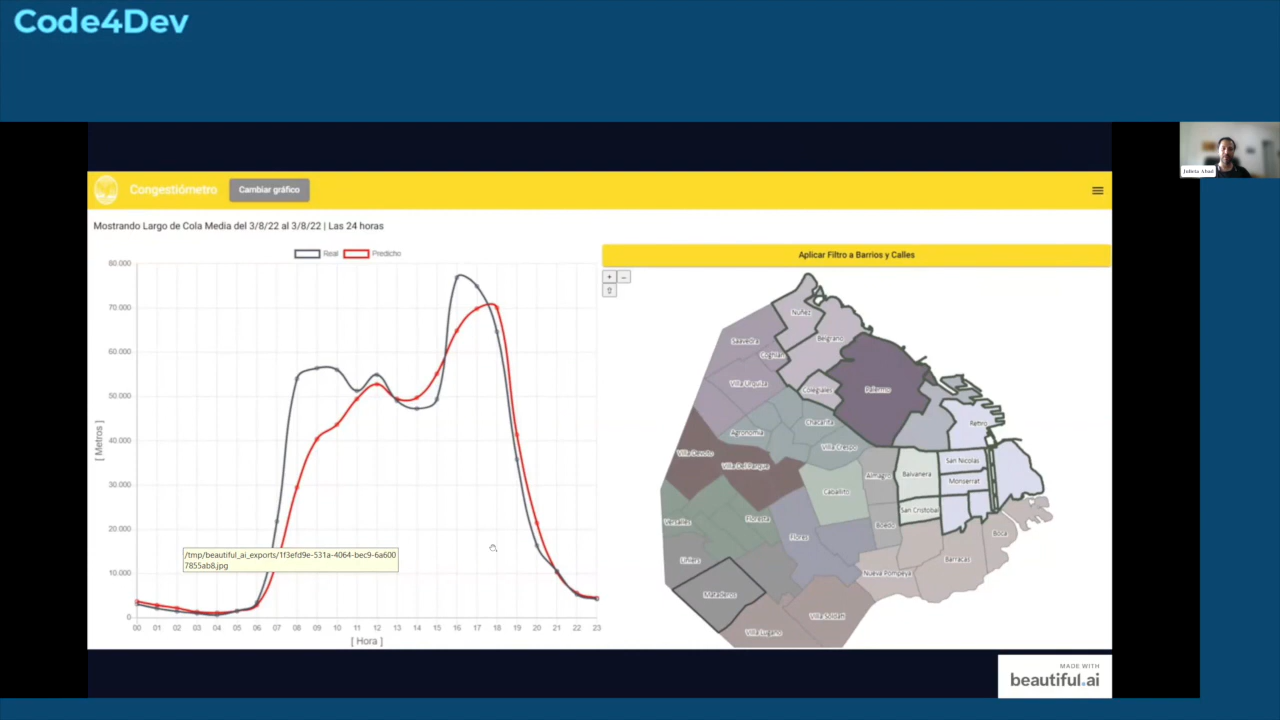 Code4Dev
Julieta Abad
Congestiómetro
Cambiar gráfico
Mostrando Largo de Cola Media del 3/8/22 al 3/8/22 | Las 24 horas
Real
Predicho
80.000
70.000
60.000
50.000
40.000
30.000
20.000
10.000
0
[ Metros ]
00 01 02 03 04 05 06 07 08 09 10 11 12 13 14 15 16 17 18 19 20 21 22 23
[ Hora ]
/tmp/beautiful_ai_exports/1f3efd9e-531a-4064-bec9-6a600
7855ab8.jpg
Aplicar Filtro a Barrios y Calles
+
–
Nuñez
Saavedra
Belgrano
Coghlan
Villa Urquiza
Colegiales
Palermo
Chacarita
Retiro
Agronomia
Villa Crespo
Villa Devoto
Villa Del Parque
San Nicolas
Almagro
Balvanera
Monserrat
Caballito
San Cristobal
Versalles
Floresta
Boedo
Flores
Boca
Liniers
Barracas
Nueva Pompeya
Mataderos
Villa Soldati
Villa Lugano
MADE WITH
beautiful.ai